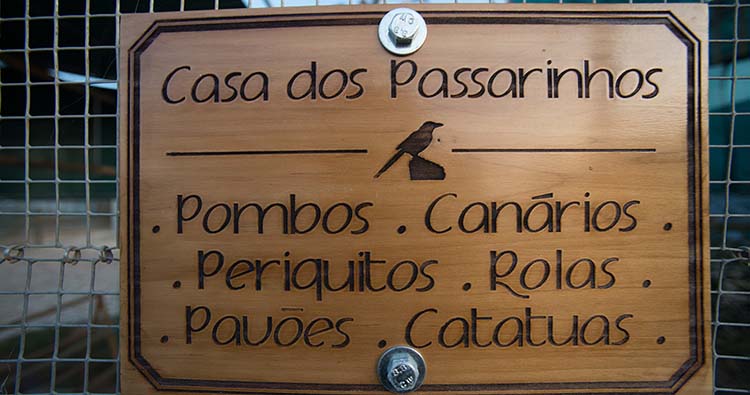 Casa dos Passarinhos
. Pombos . Canários .
. Periquitos . Rolas .
. Pavões . Catatuas .